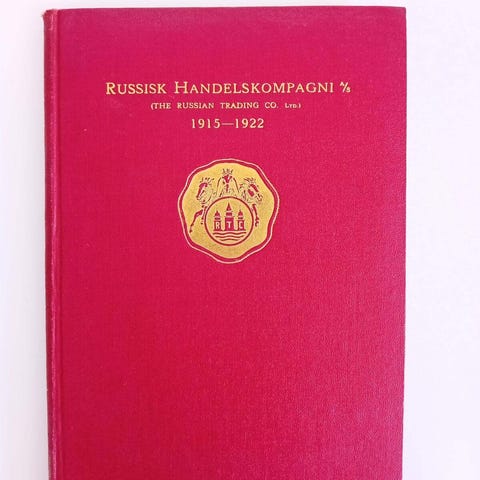 RUSSISK HANDELSKOMPAGNI A/S
(THE RUSSIAN TRADING CO. LTD.)
1915—1922
R T C